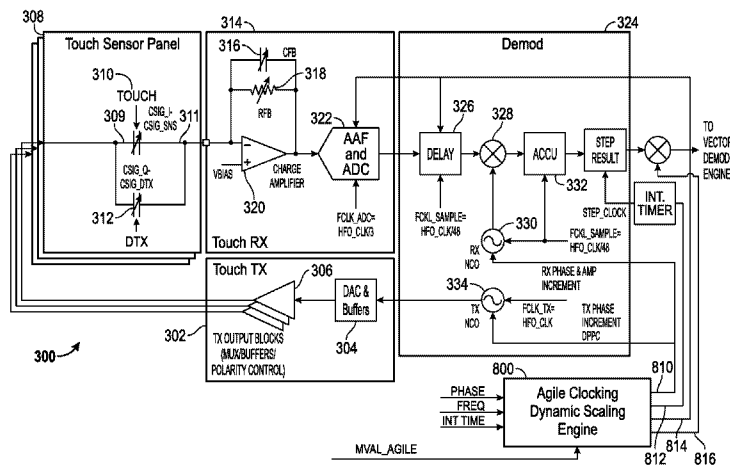 308
Touch Sensor Panel
310
TOUCH
CSIG_I-
CSIG_SNS
309
311
CSIG_Q-
CSIG_DTX
312
DTX
314
316
CFB
318
RFB
322
AAF
and
ADC
VBIAS
320
CHARGE
AMPLIFIER
FCLK_ADC=
HFO_CLK/3
Touch RX
324
Demod
326
328
DELAY
ACCU
332
STEP
RESULT
TO
VECTOR
DEMOD
ENGINE
INT.
TIMER
STEP_CLOCK
FCKL_SAMPLE=
HFO_CLK/48
330
RX
NCO
FCKL_SAMPLE=
HFO_CLK/48
RX PHASE & AMP
INCREMENT
Touch TX
306
DAC &
Buffers
304
302
TX OUTPUT BLOCKS
(MUX/BUFFERS/
POLARITY CONTROL)
334
TX
NCO
FCLK_TX=
HFO_CLK
TX PHASE
INCREMENT
DPPC
300
800
Agile Clocking
Dynamic Scaling
Engine
PHASE
FREQ
INT TIME
MVAL_AGILE
810
812
814
816